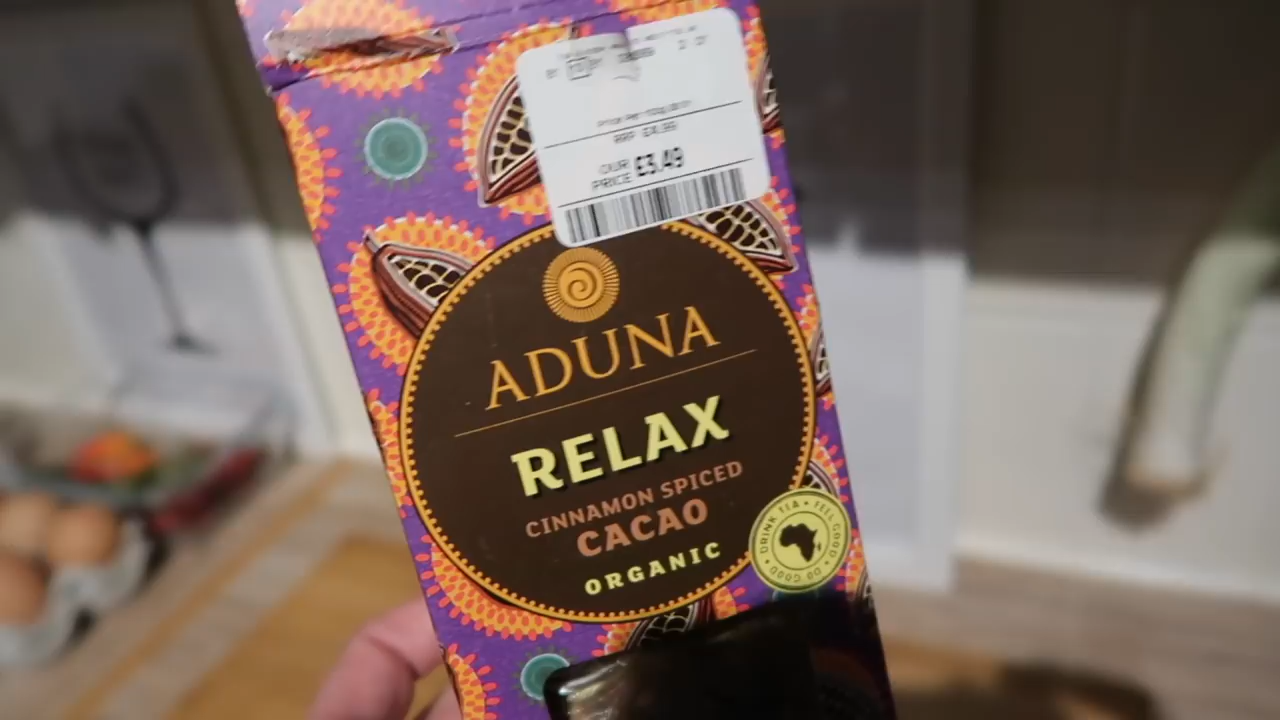 RRP £4.99
OUR
PRICE £3.49
ADUNA
RELAX
CINNAMON SPICED
CACAO
ORGANIC
DRINK TEA • FEEL GOOD • DO GOOD •